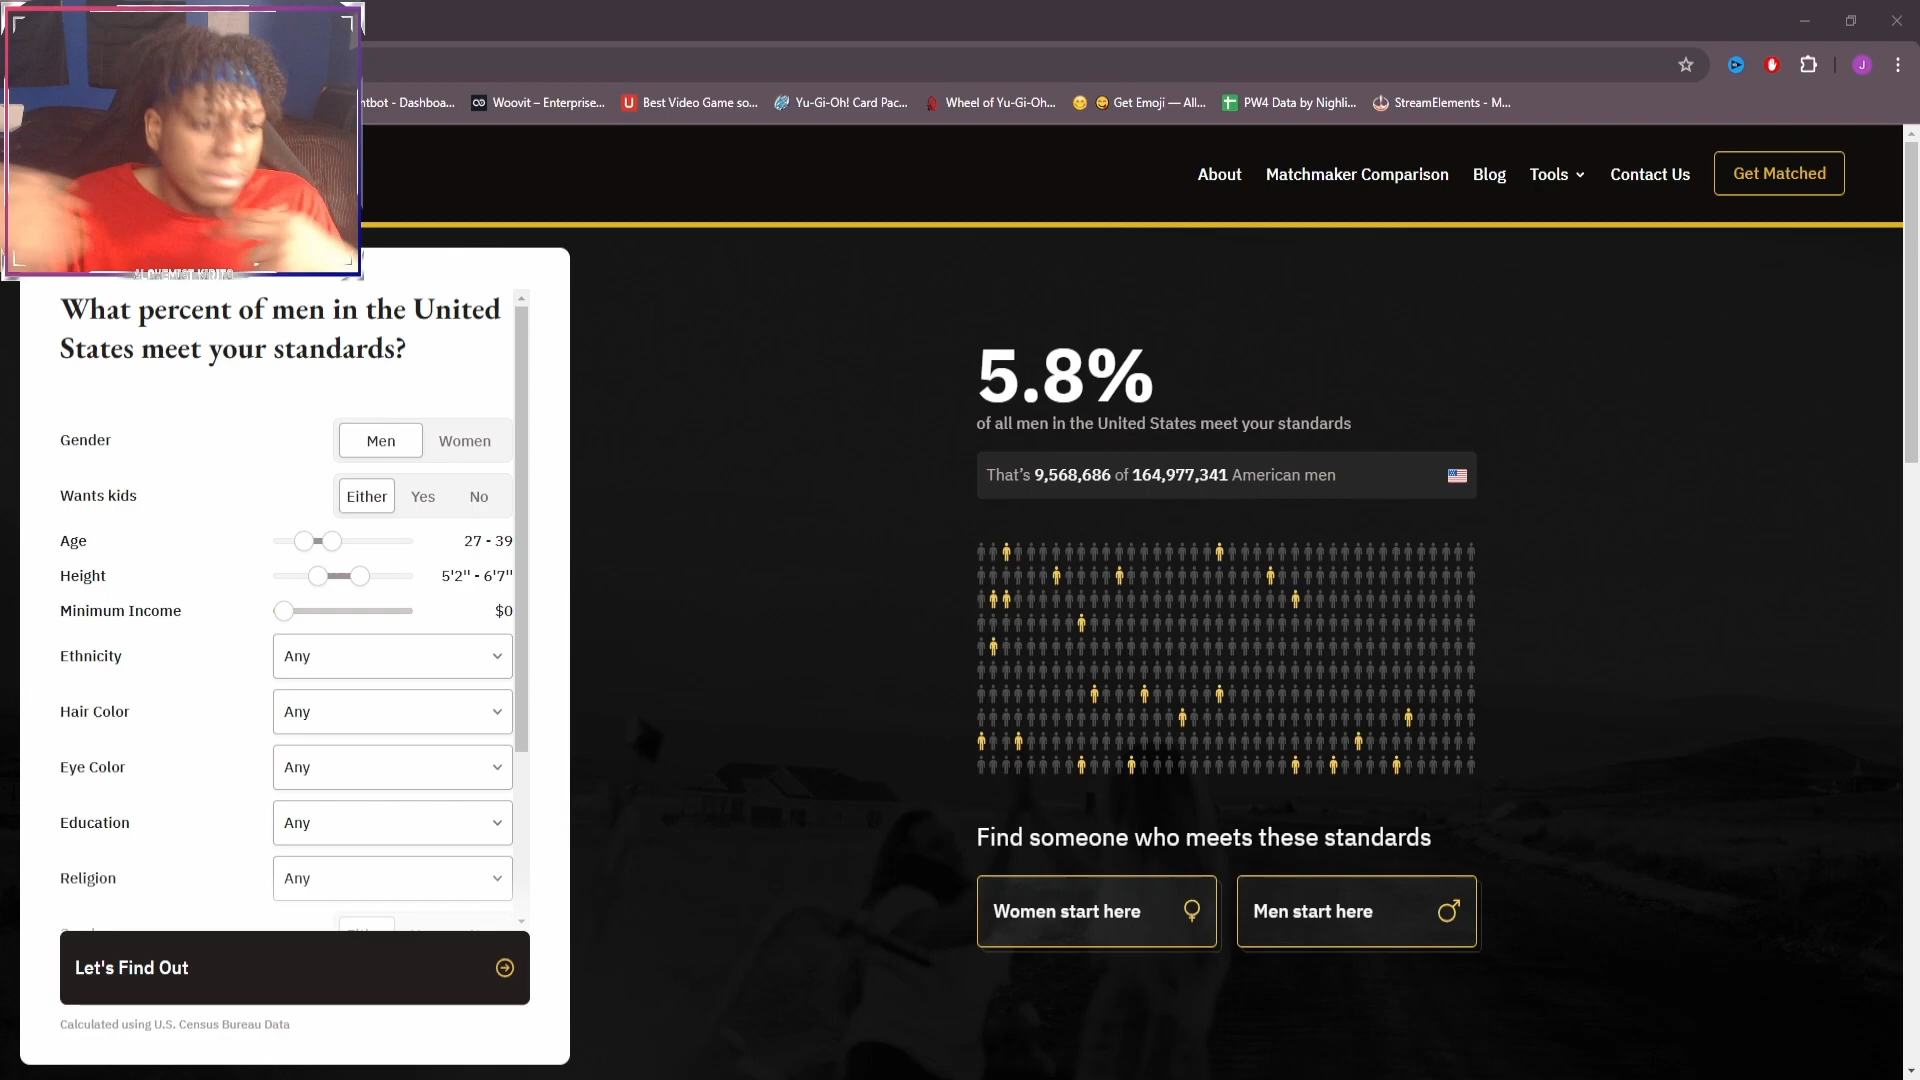 ntbot - Dashboa...
Woovit – Enterprise...
Best Video Game so...
Yu-Gi-Oh! Card Pac...
Wheel of Yu-Gi-Oh...
Get Emoji — All...
PW4 Data by Nighli...
StreamElements - M...
J
About
Matchmaker Comparison
Blog
Tools
Contact Us
Get Matched
ALCHEMIST KIRITO
What percent of men in the United
States meet your standards?
Gender
Men
Women
Wants kids
Either
Yes
No
Age
27 - 39
Height
5'2" - 6'7"
Minimum Income
$0
Ethnicity
Any
Hair Color
Any
Eye Color
Any
Education
Any
Religion
Any
Let's Find Out
Calculated using U.S. Census Bureau Data
5.8%
of all men in the United States meet your standards
That's 9,568,686 of 164,977,341 American men
Find someone who meets these standards
Women start here
Men start here